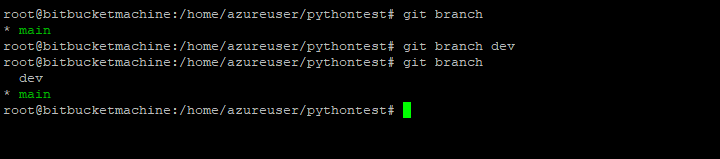 root@bitbucketmachine:/home/azureuser/pythontest# git branch
* main
root@bitbucketmachine:/home/azureuser/pythontest# git branch dev
root@bitbucketmachine:/home/azureuser/pythontest# git branch
  dev
* main
root@bitbucketmachine:/home/azureuser/pythontest#